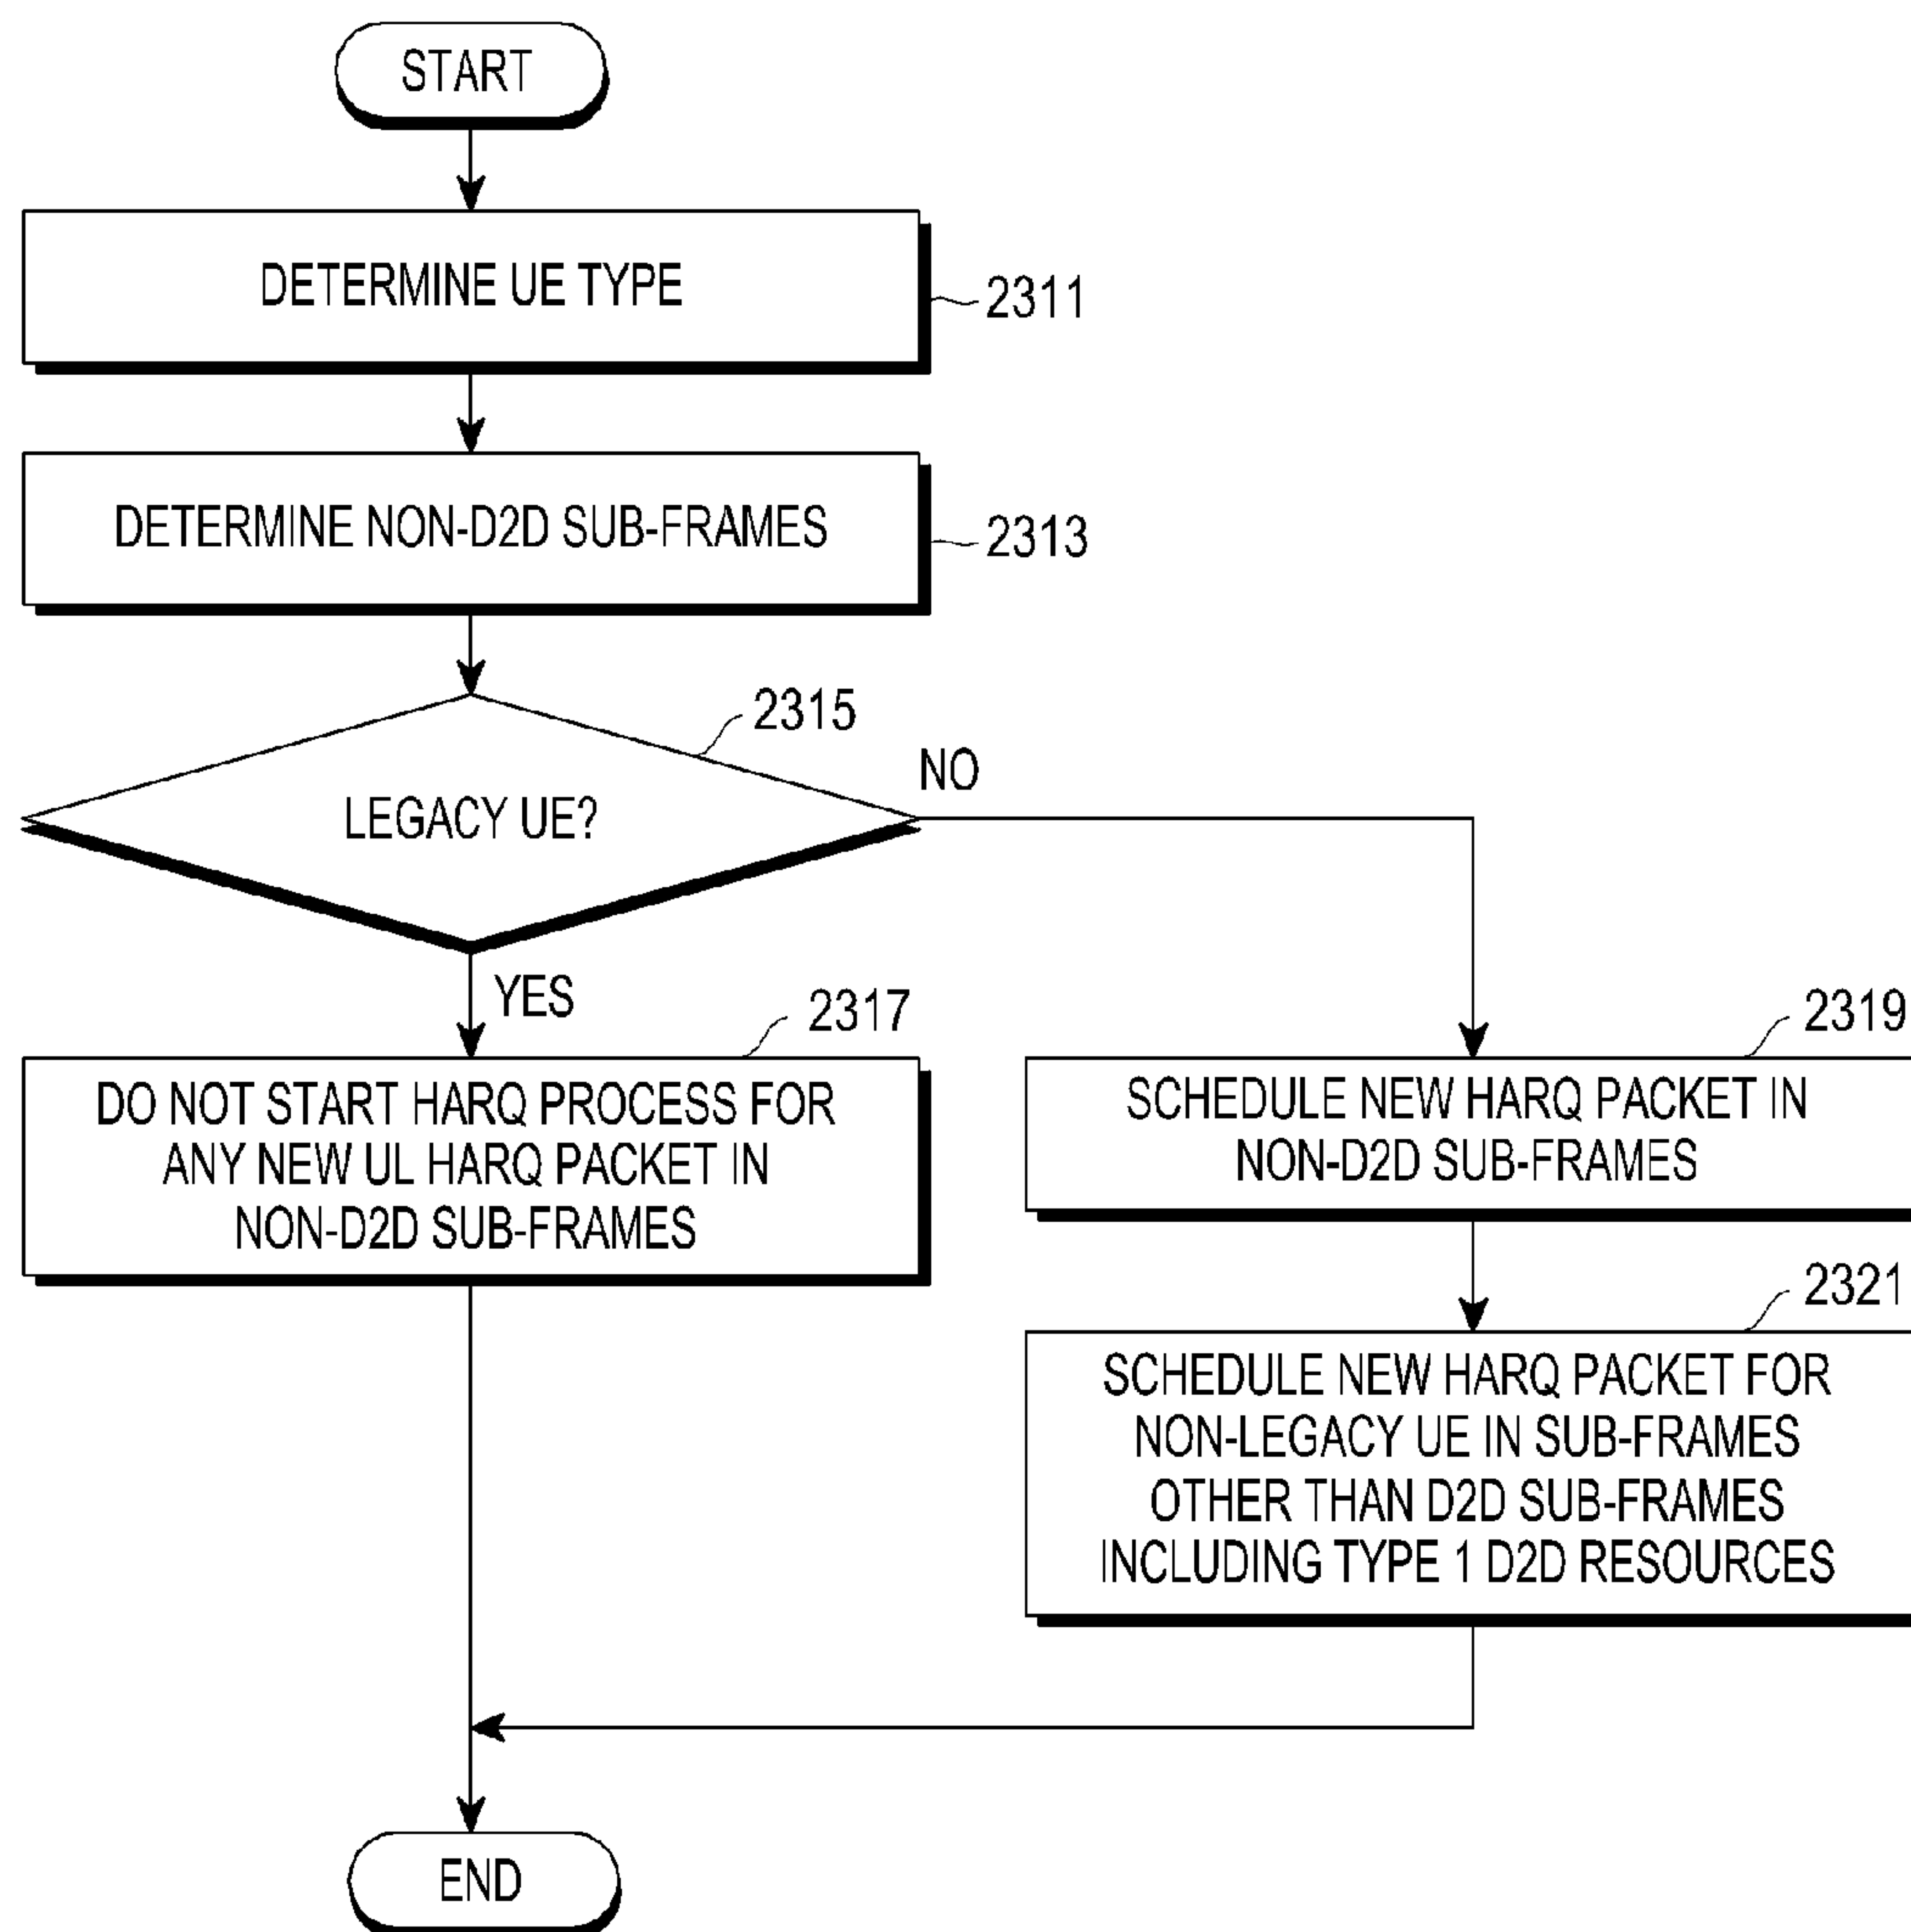 START
DETERMINE UE TYPE
2311
DETERMINE NON-D2D SUB-FRAMES
2313
2315
LEGACY UE?
NO
YES
2317
DO NOT START HARQ PROCESS FOR
ANY NEW UL HARQ PACKET IN
NON-D2D SUB-FRAMES
2319
SCHEDULE NEW HARQ PACKET IN
NON-D2D SUB-FRAMES
2321
SCHEDULE NEW HARQ PACKET FOR
NON-LEGACY UE IN SUB-FRAMES
OTHER THAN D2D SUB-FRAMES
INCLUDING TYPE 1 D2D RESOURCES
END